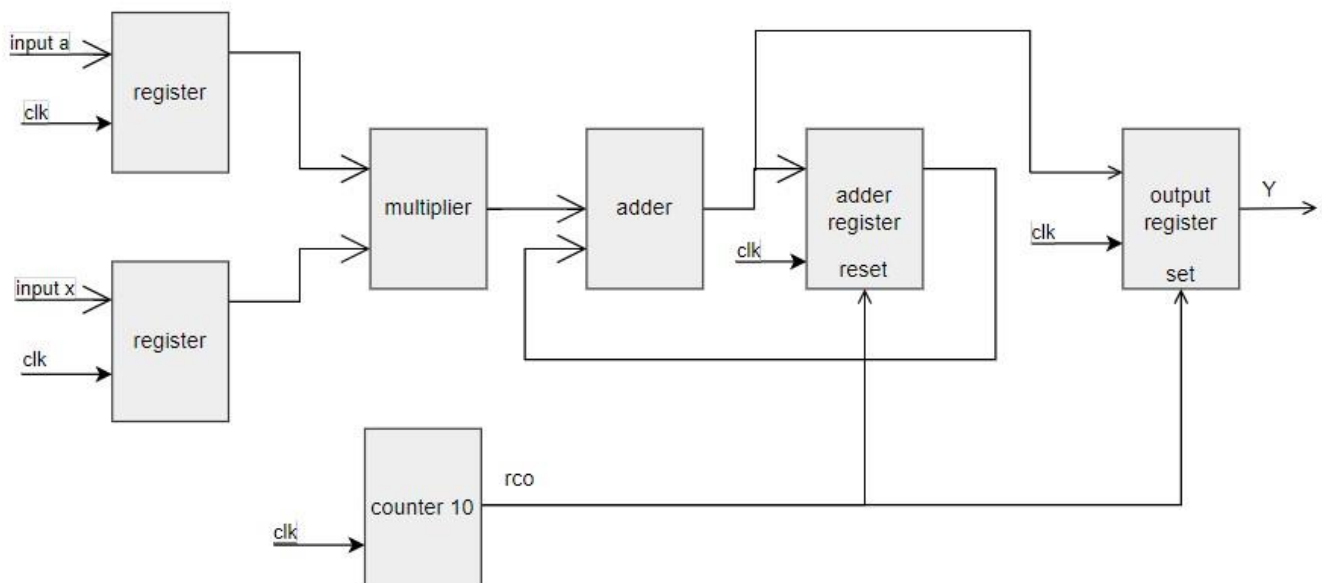 input a
clk
register
input x
clk
register
multiplier
adder
adder
register
clk
reset
output
register
clk
set
Y
rco
counter 10
clk